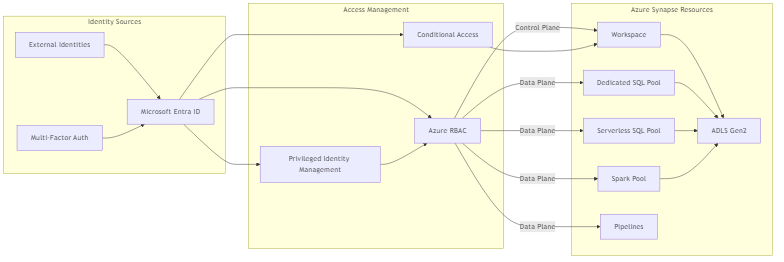 Identity Sources
External Identities
Microsoft Entra ID
Multi-Factor Auth
Access Management
Conditional Access
Azure RBAC
Privileged Identity
Management
Control Plane
Data Plane
Data Plane
Data Plane
Data Plane
Azure Synapse Resources
Workspace
Dedicated SQL Pool
Serverless SQL Pool
ADLS Gen2
Spark Pool
Pipelines